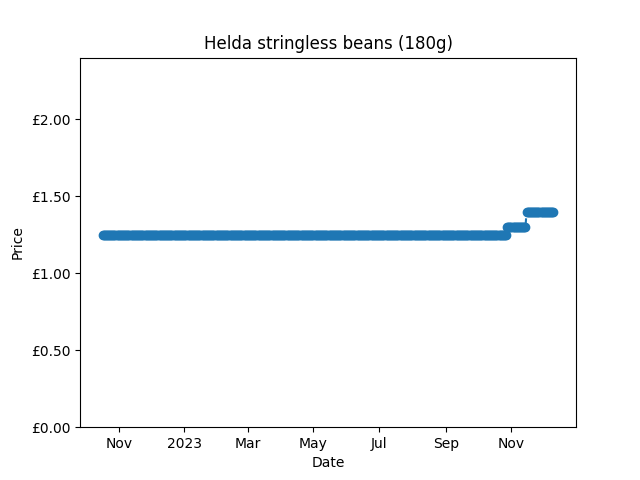 Helda stringless beans (180g)
£2.00
£1.50
£1.00
£0.50
£0.00
Price
Nov 2023 Mar May Jul Sep Nov
Date